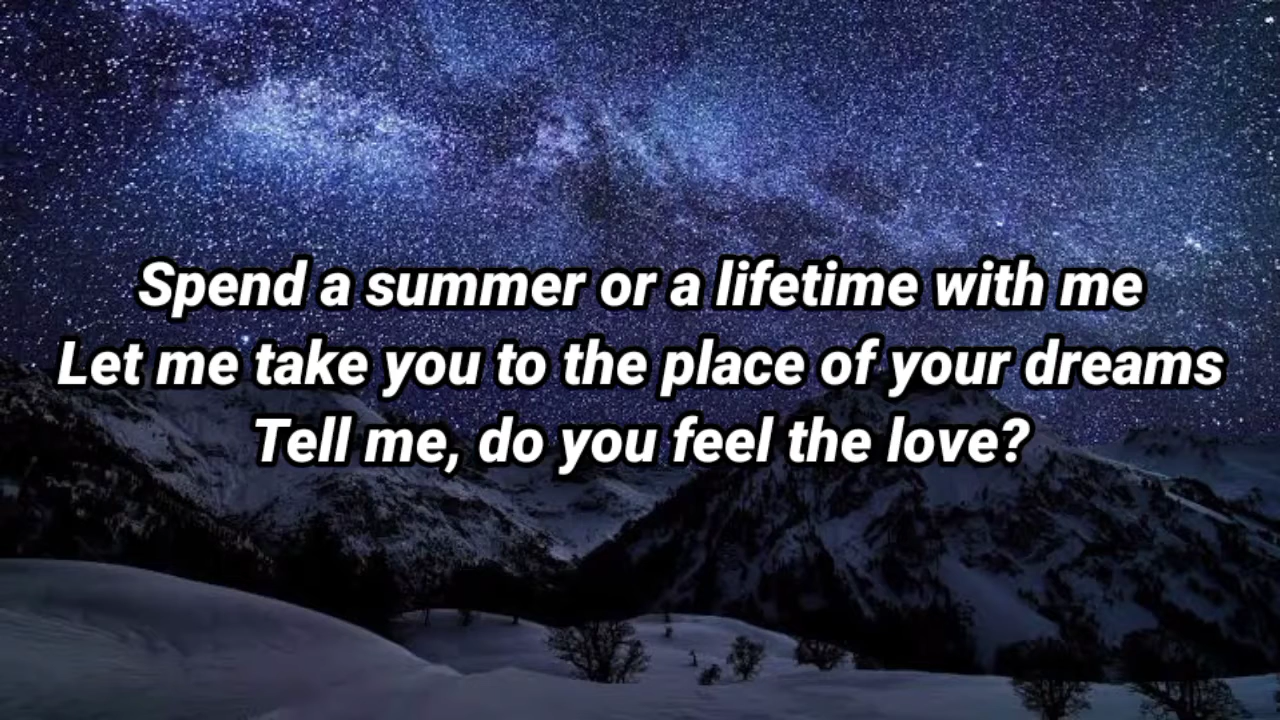 Spend a summer or a lifetime with me
Let me take you to the place of your dreams
Tell me, do you feel the love?